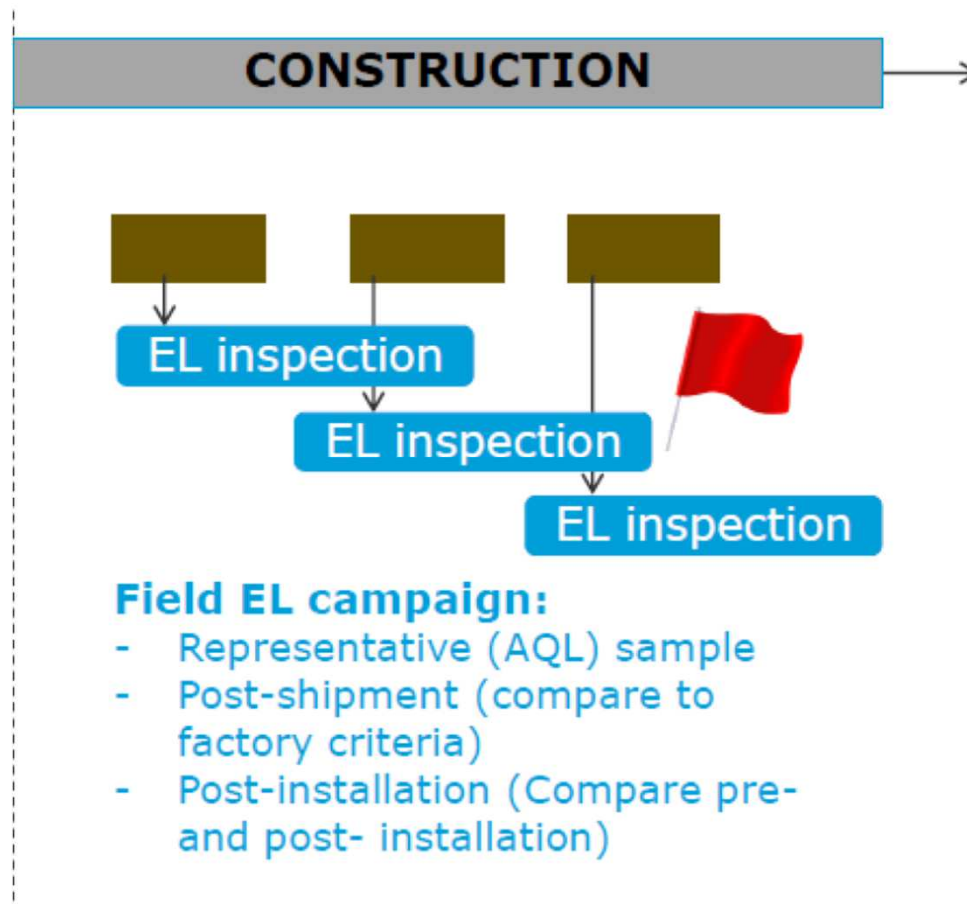 CONSTRUCTION
EL inspection
EL inspection
EL inspection
Field EL campaign:
- Representative (AQL) sample
- Post-shipment (compare to
factory criteria)
- Post-installation (Compare pre-
and post- installation)